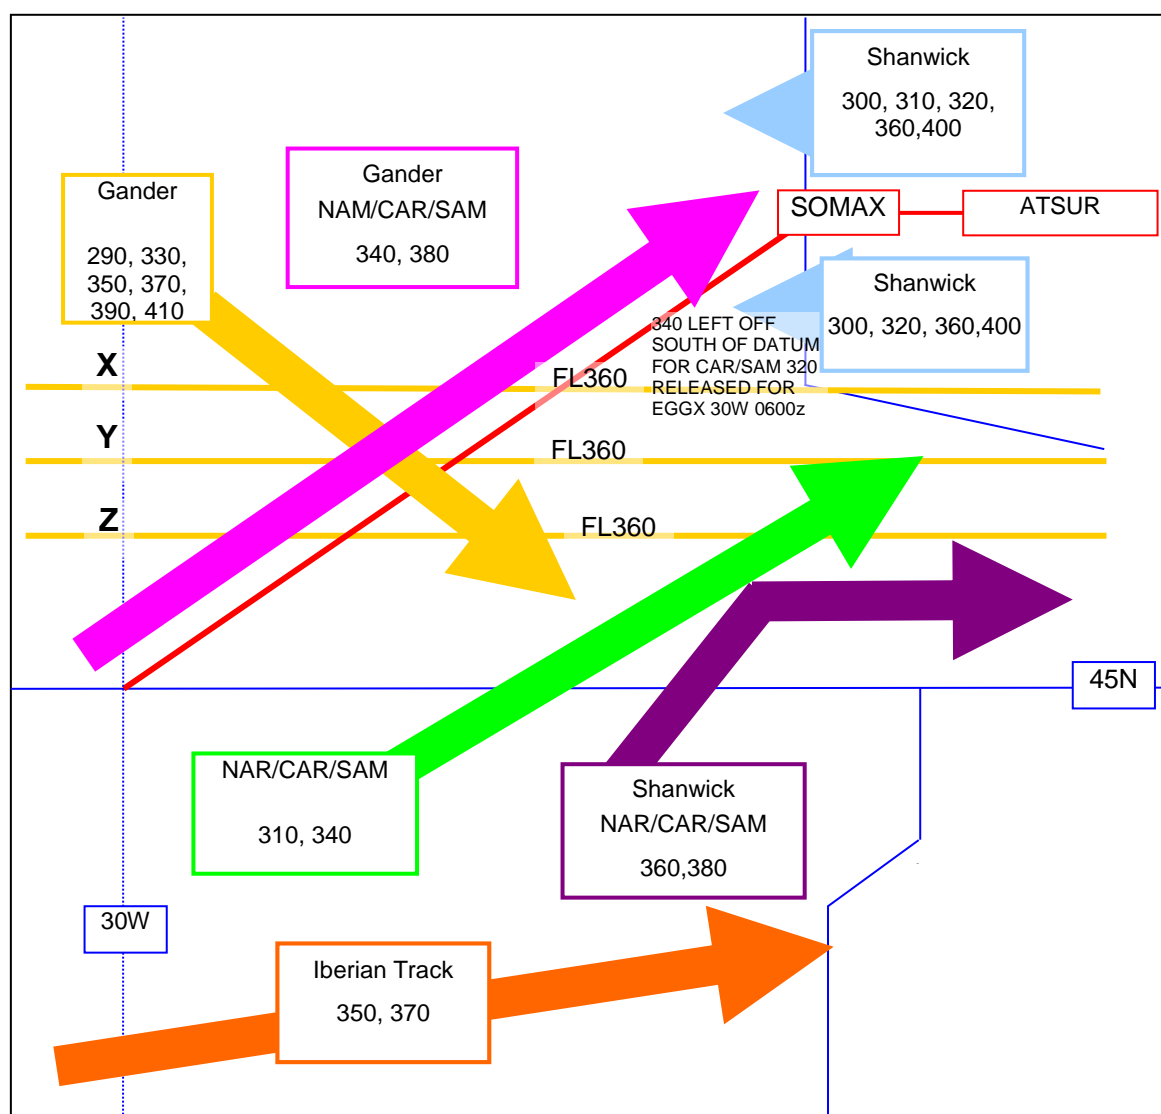 Shanwick
300, 310, 320,
360,400
Gander
NAM/CAR/SAM
340, 380
Gander
290, 330,
350, 370,
390, 410
SOMAX
ATSUR
Shanwick
300, 320, 360,400
340 LEFT OFF
SOUTH OF DATUM
FOR CAR/SAM 320
RELEASED FOR
EGGX 30W 0600z
X
FL360
Y
FL360
Z
FL360
45N
NAR/CAR/SAM
310, 340
Shanwick
NAR/CAR/SAM
360,380
30W
Iberian Track
350, 370